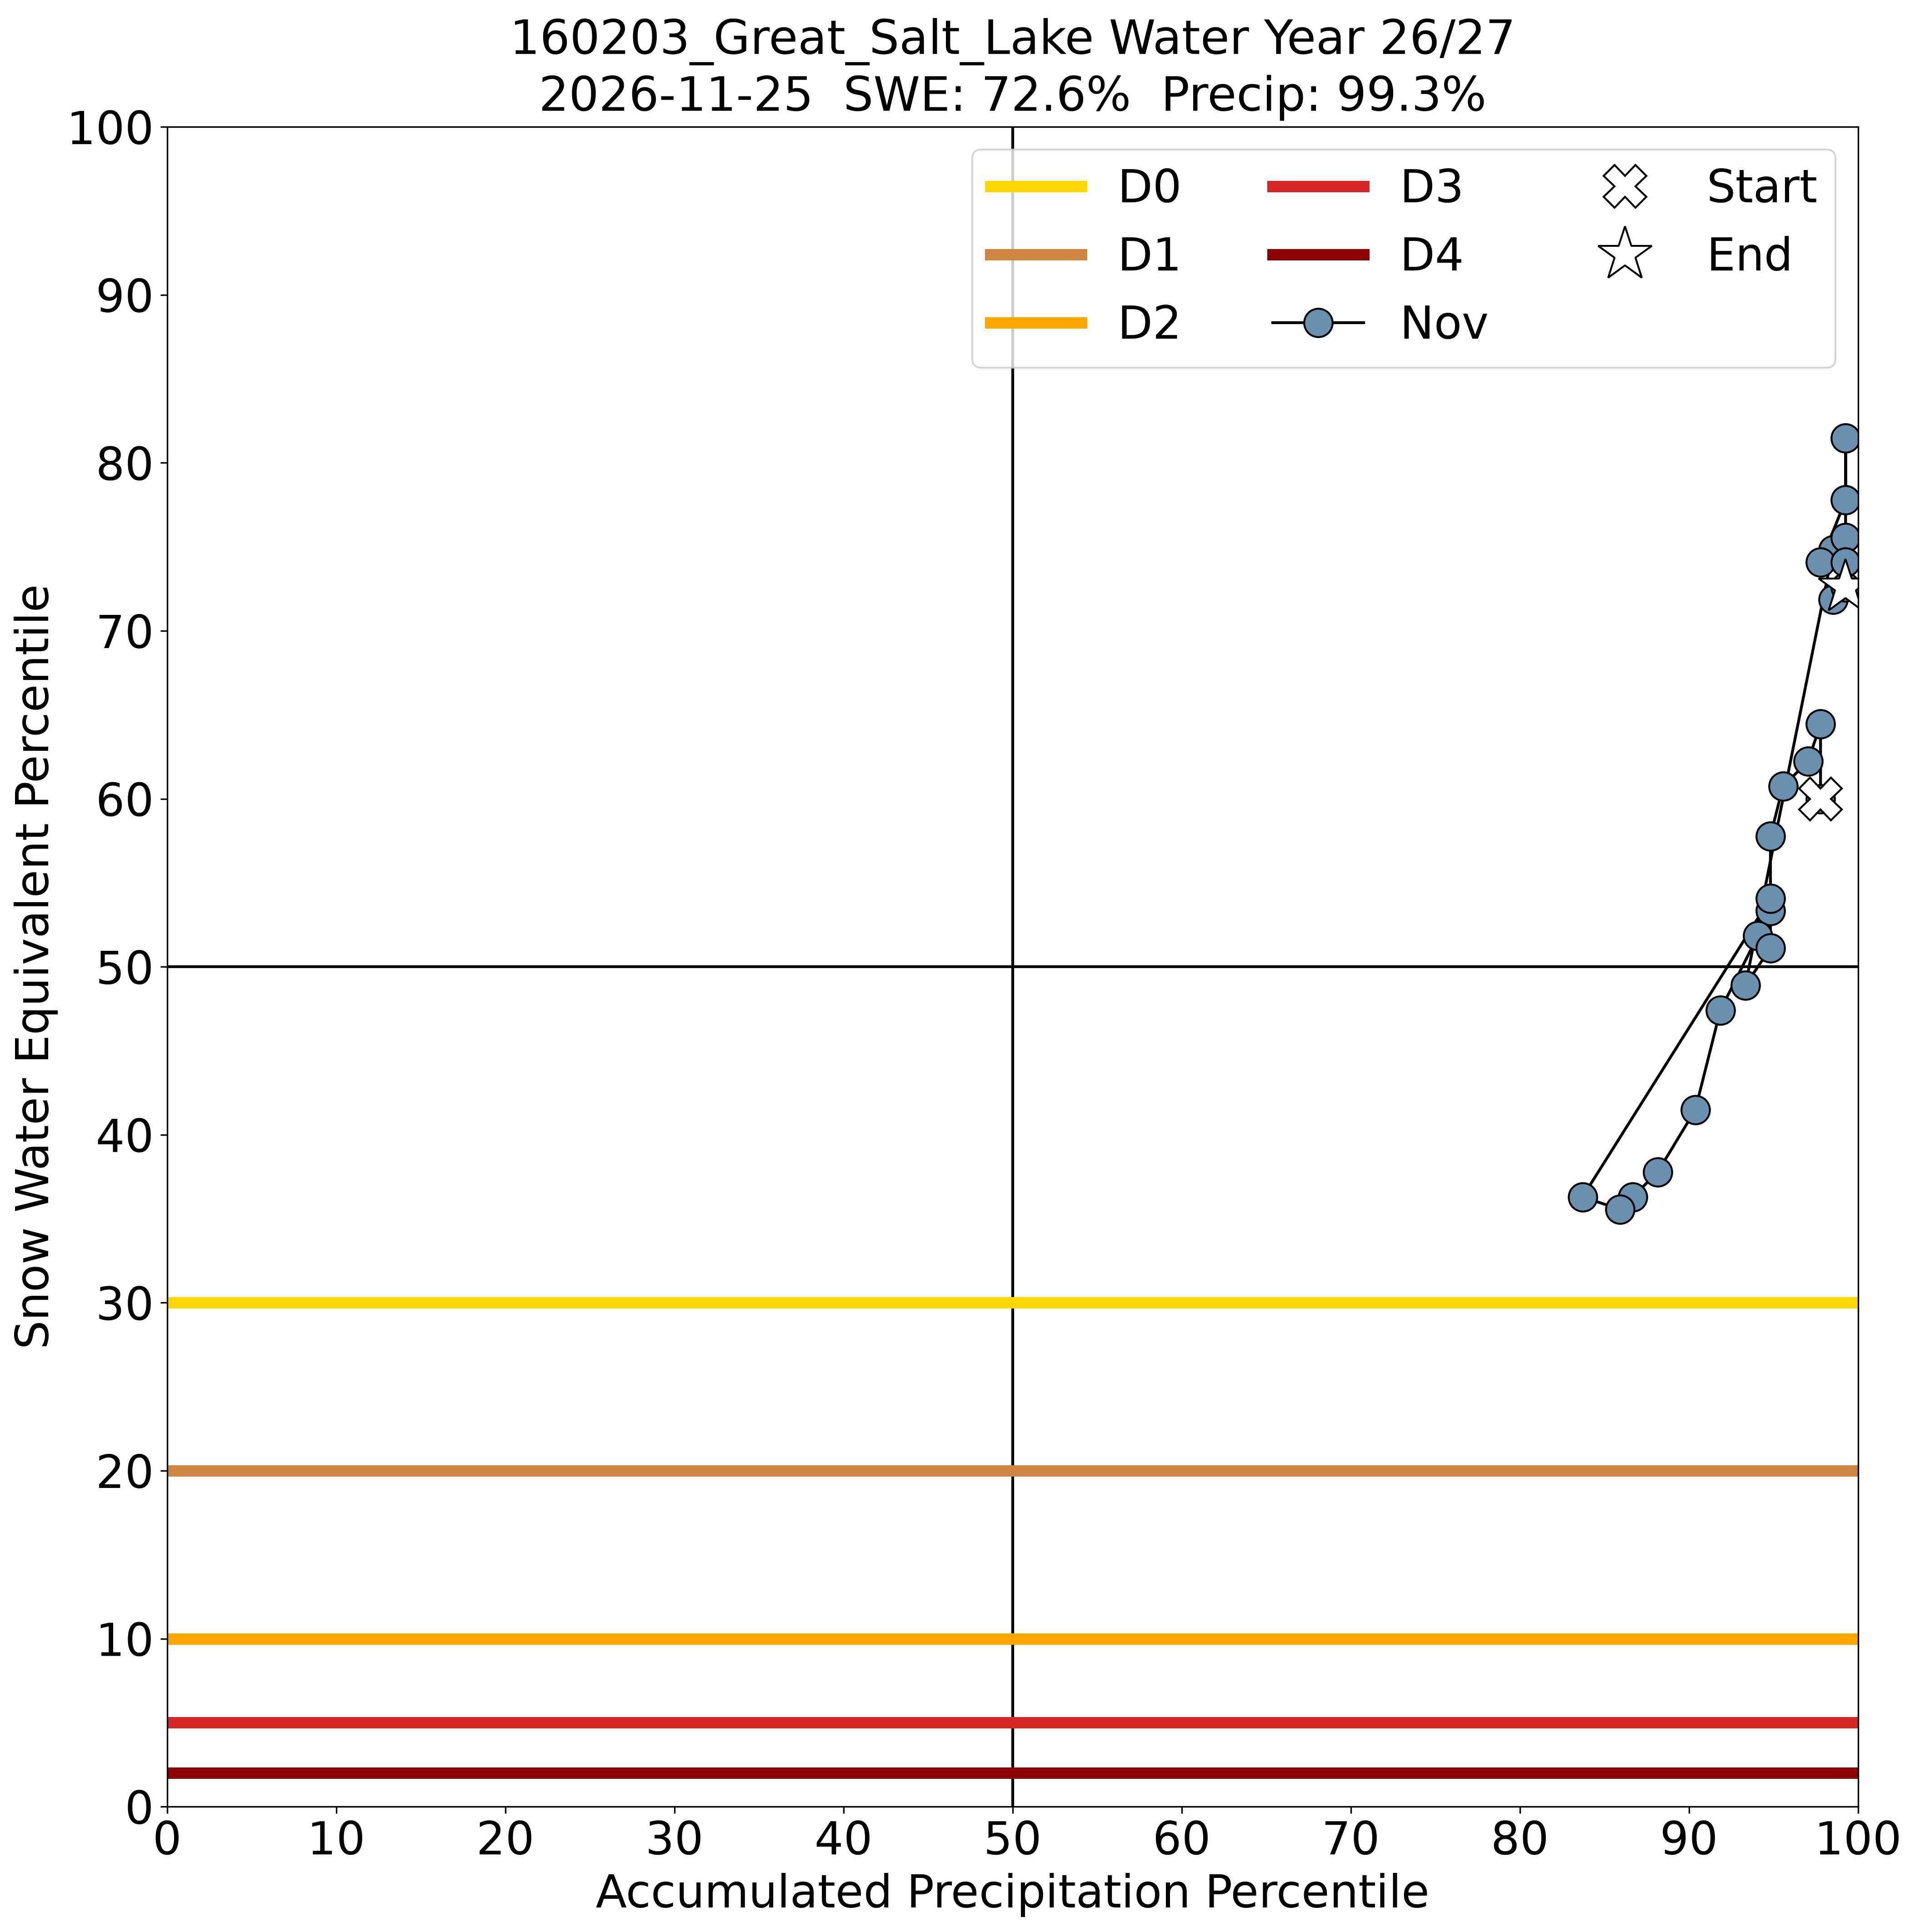 160203_Great_Salt_Lake Water Year 26/27
2026-11-25  SWE: 72.6%  Precip: 99.3%
100
90
80
70
60
50
40
30
20
10
0
Snow Water Equivalent Percentile
D0
D1
D2
D3
D4
Nov
Start
End
0 10 20 30 40 50 60 70 80 90 100
Accumulated Precipitation Percentile